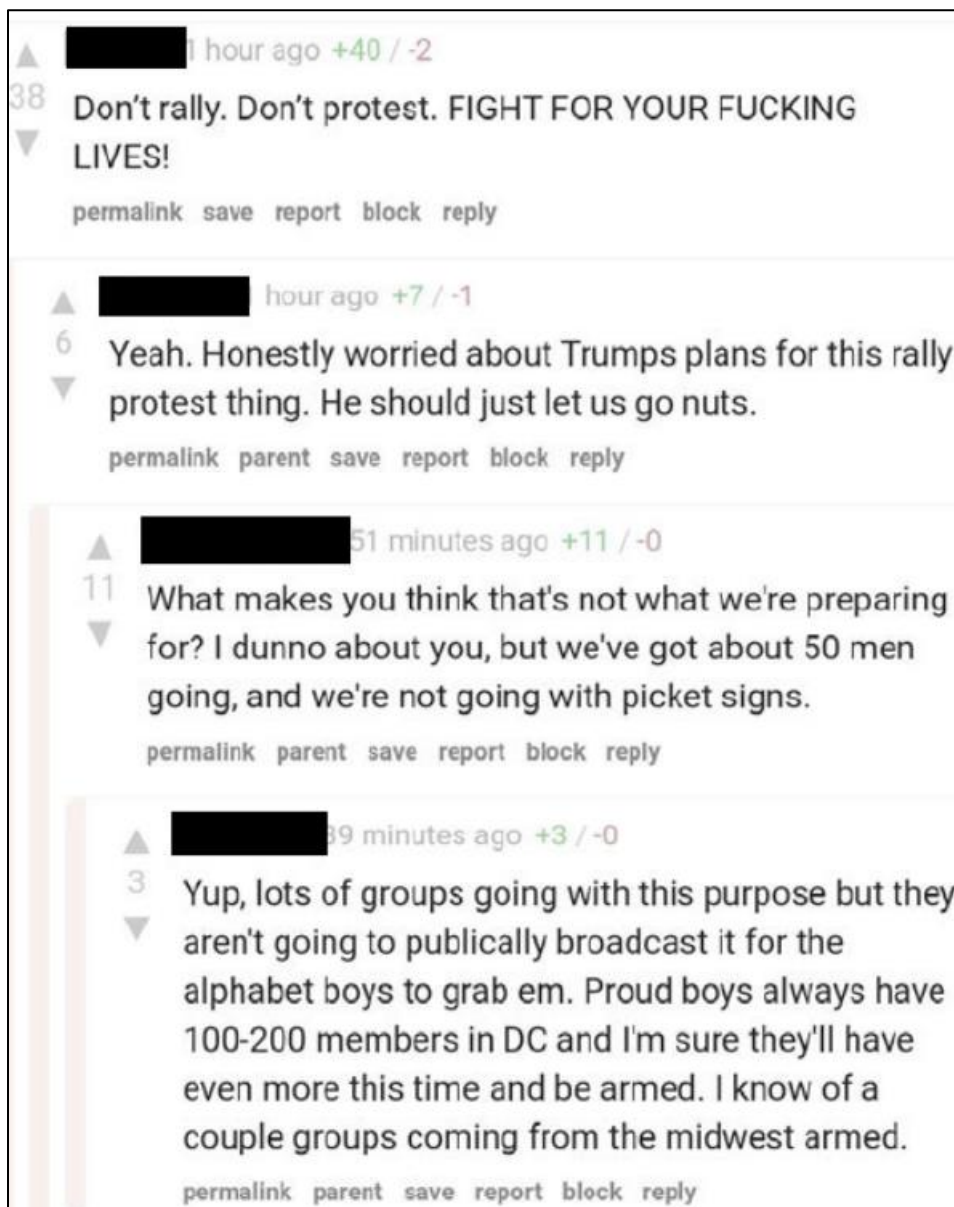 1 hour ago +40 / -2
38
Don't rally. Don't protest. FIGHT FOR YOUR FUCKING
LIVES!
permalink save report block reply
hour ago +7 / -1
6
Yeah. Honestly worried about Trumps plans for this rally
protest thing. He should just let us go nuts.
permalink parent save report block reply
51 minutes ago +11 / -0
11
What makes you think that's not what we're preparing
for? I dunno about you, but we've got about 50 men
going, and we're not going with picket signs.
permalink parent save report block reply
39 minutes ago +3 / -0
3
Yup, lots of groups going with this purpose but they
aren't going to publically broadcast it for the
alphabet boys to grab em. Proud boys always have
100-200 members in DC and I'm sure they'll have
even more this time and be armed. I know of a
couple groups coming from the midwest armed.
permalink parent save report block reply